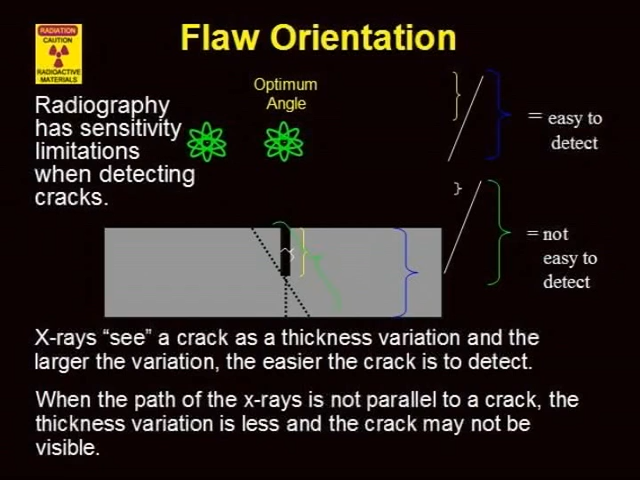 RADIATION
CAUTION
RADIOACTIVE
MATERIALS
Flaw Orientation
Optimum
Angle
Radiography
has sensitivity
limitations
when detecting
cracks.
= easy to
detect
= not
easy to
detect
X-rays “see” a crack as a thickness variation and the
larger the variation, the easier the crack is to detect.
When the path of the x-rays is not parallel to a crack, the
thickness variation is less and the crack may not be
visible.